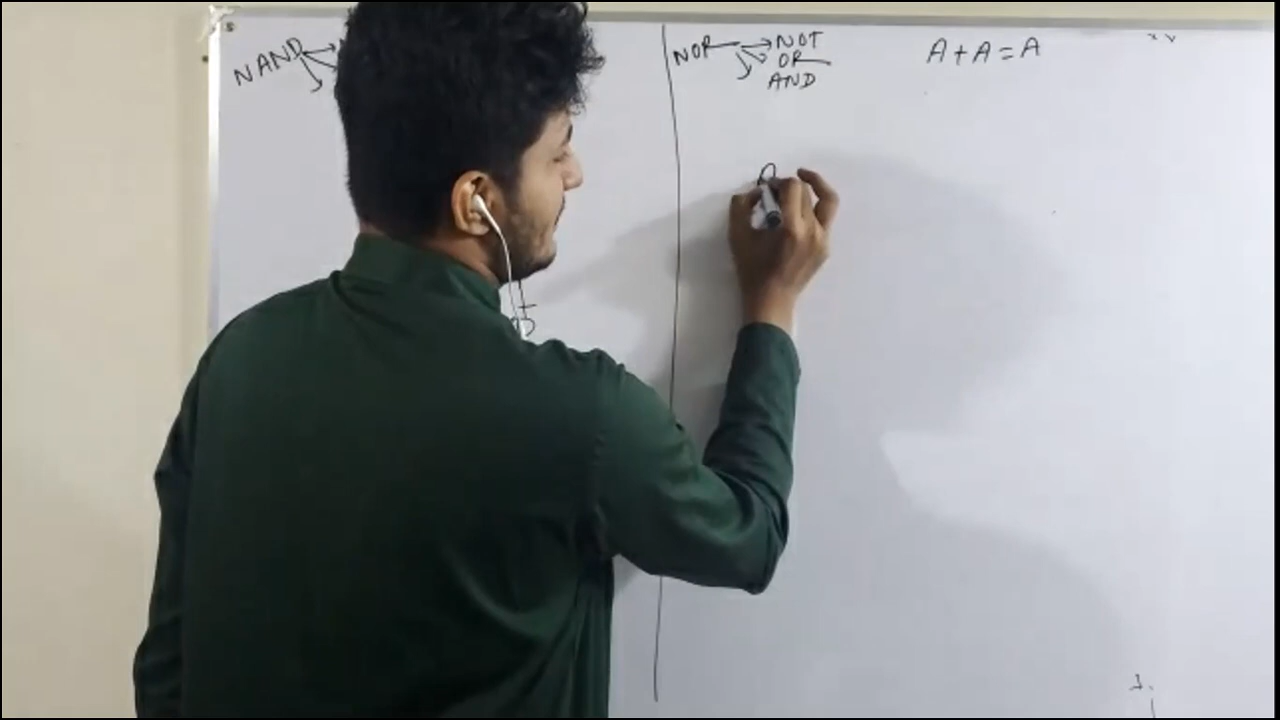 NAND
NOR → NOT
OR
AND
A + A = A